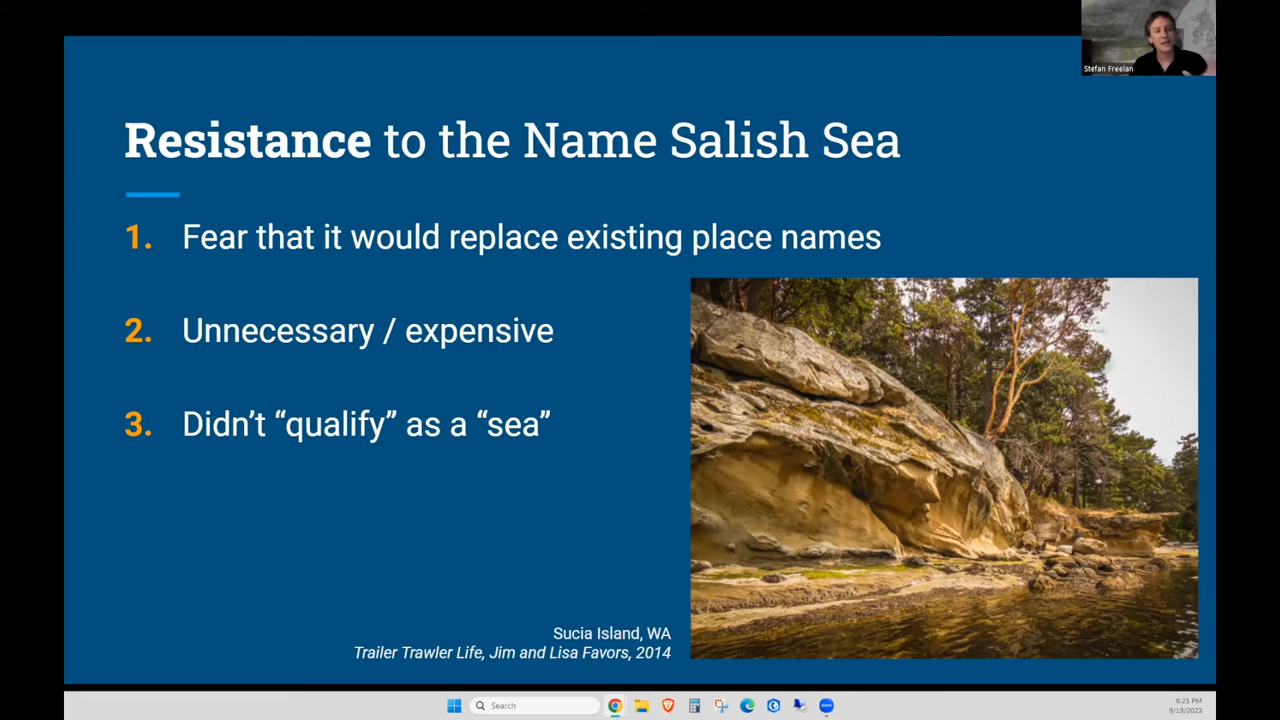 Stefan Freelan
Resistance to the Name Salish Sea
1. Fear that it would replace existing place names
2. Unnecessary / expensive
3. Didn’t “qualify” as a “sea”
Sucia Island, WA
Trailer Trawler Life, Jim and Lisa Favors, 2014
Search
6:25 PM
9/19/2023